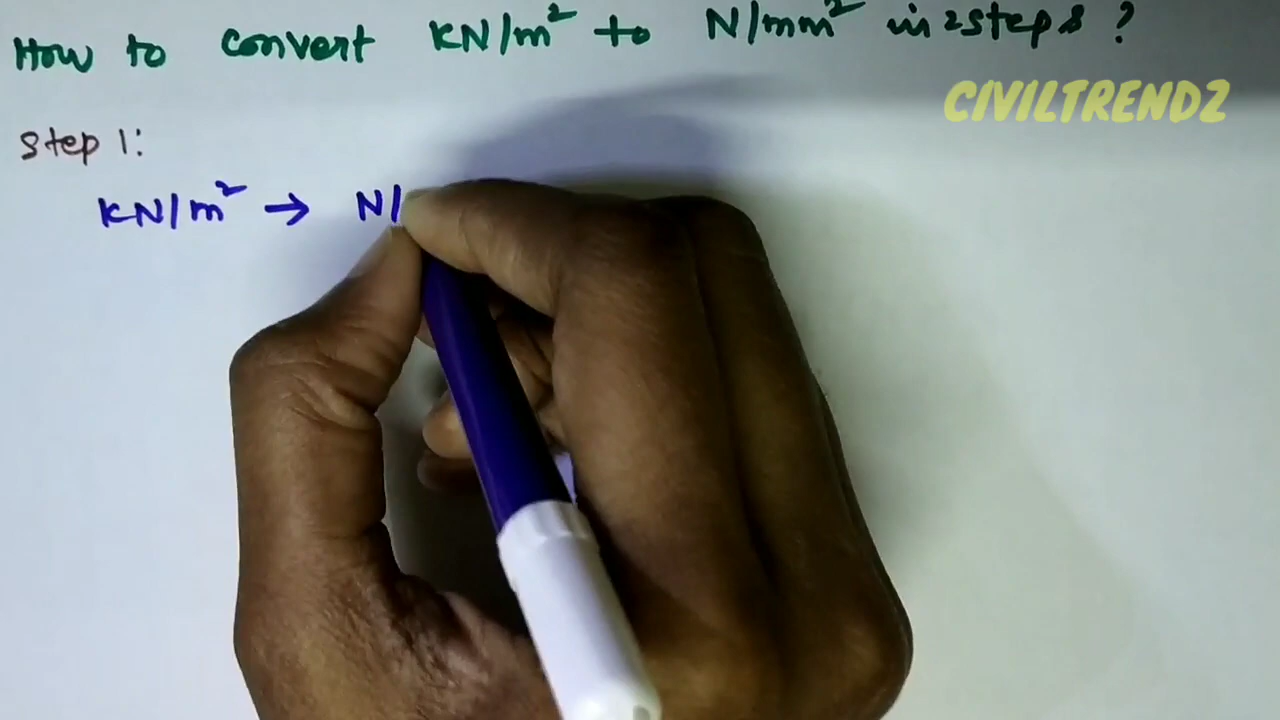 How to convert KN/m² to N/mm² in 2steps?
CIVILTRENDZ
Step 1:
KN/m² → N/